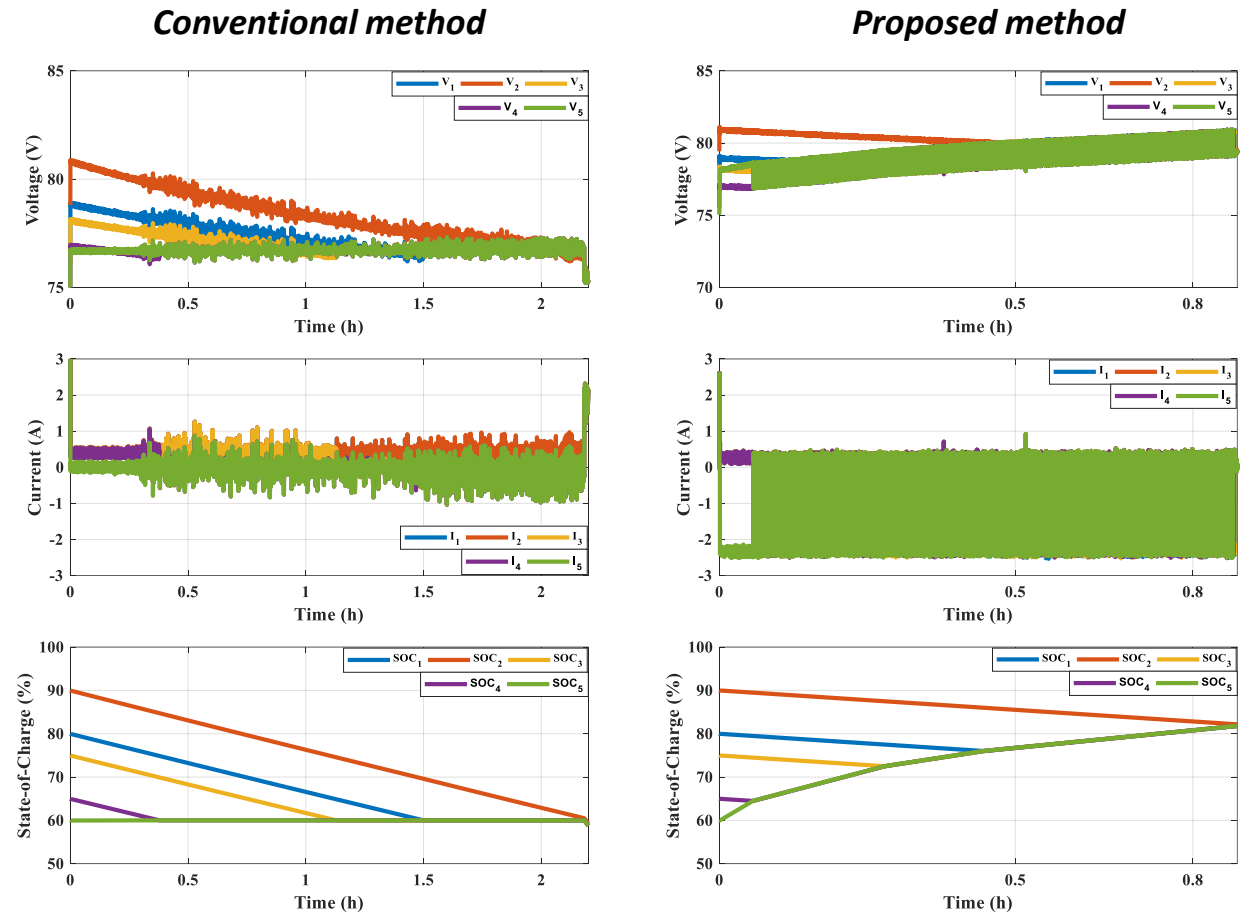 Conventional method
Proposed method
85
80
75
Voltage (V)
V1 V2 V3
V4 V5
0 0.5 1 1.5 2
Time (h)
85
80
75
70
Voltage (V)
V1 V2 V3
V4 V5
0 0.5 0.8
Time (h)
3
2
1
0
-1
-2
-3
Current (A)
I1 I2 I3
I4 I5
0 0.5 1 1.5 2
Time (h)
3
2
1
0
-1
-2
-3
Current (A)
I1 I2 I3
I4 I5
0 0.5 0.8
Time (h)
100
90
80
70
60
50
State-of-Charge (%)
SOC1 SOC2 SOC3
SOC4 SOC5
0 0.5 1 1.5 2
Time (h)
100
90
80
70
60
50
State-of-Charge (%)
SOC1 SOC2 SOC3
SOC4 SOC5
0 0.5 0.8
Time (h)